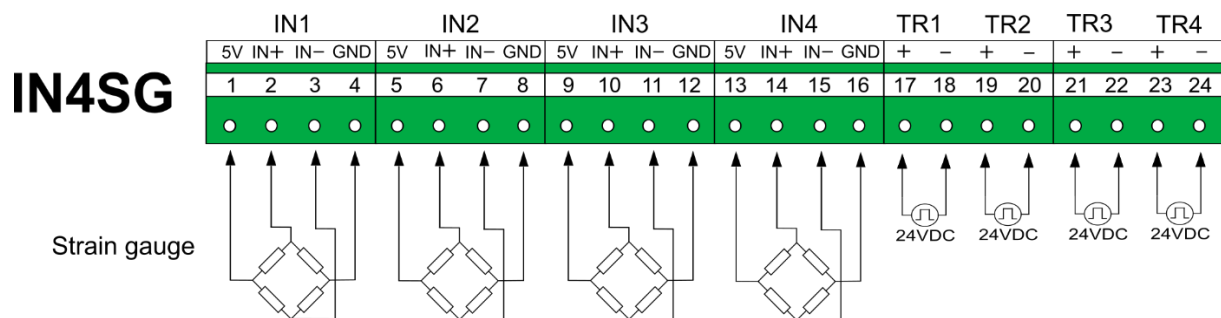 IN1 IN2 IN3 IN4 TR1 TR2 TR3 TR4
5V IN+ IN− GND 5V IN+ IN− GND 5V IN+ IN− GND 5V IN+ IN− GND + − + − + − + −
IN4SG
1 2 3 4 5 6 7 8 9 10 11 12 13 14 15 16 17 18 19 20 21 22 23 24
24VDC 24VDC 24VDC 24VDC
Strain gauge